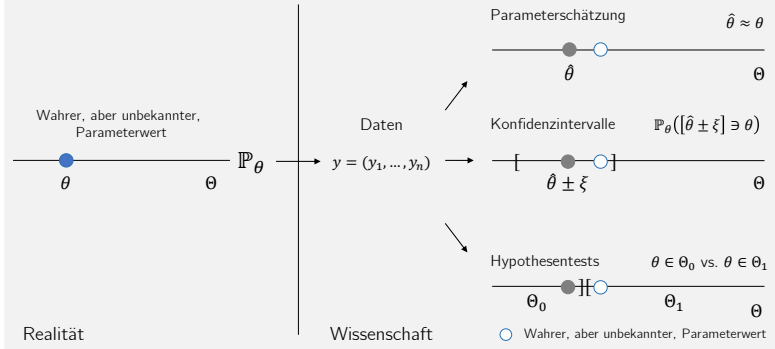 Wahrer, aber unbekannter,
Parameterwert
θ
Θ
ℙ_θ
Realität
Daten
y = (y₁, ..., yₙ)
Wissenschaft
Parameterschätzung
θ̂ ≈ θ
θ̂
Θ
Konfidenzintervalle
ℙ_θ([θ̂ ± ξ] ∋ θ)
[ ]
θ̂ ± ξ
Θ
Hypothesentests
θ ∈ Θ₀ vs. θ ∈ Θ₁
][
Θ₀ Θ₁
Θ
Wahrer, aber unbekannter, Parameterwert